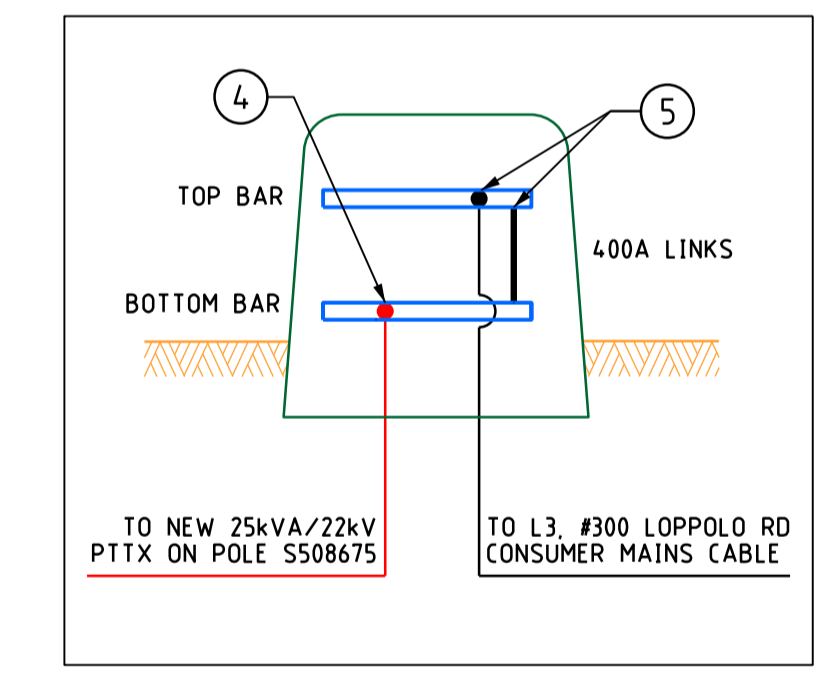 4
5
TOP BAR
400A LINKS
BOTTOM BAR
TO NEW 25kVA/22kV
PTTX ON POLE S508675
TO L3, #300 LOPPOLO RD
CONSUMER MAINS CABLE